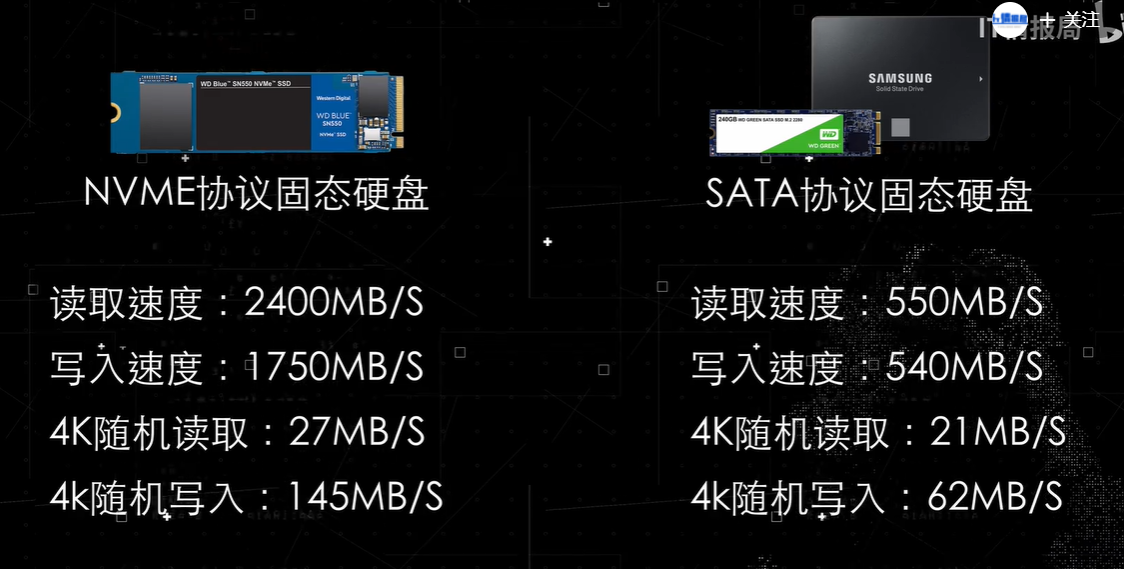 IT情报局
+ 关注
WD Blue™ SN550 NVMe™ SSD
Western Digital
WD BLUE™
SN550
NVMe™ SSD
SAMSUNG
Solid State Drive
240GB WD GREEN SATA SSD M.2 2280
WD
WD GREEN
NVME协议固态硬盘
SATA协议固态硬盘
读取速度：2400MB/S
写入速度：1750MB/S
4K随机读取：27MB/S
4k随机写入：145MB/S
读取速度：550MB/S
写入速度：540MB/S
4K随机读取：21MB/S
4k随机写入：62MB/S